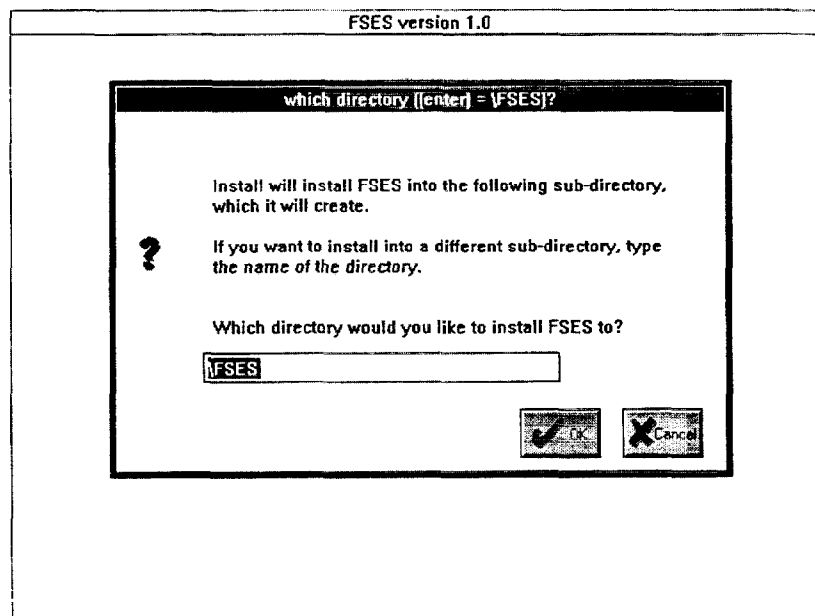 FSES version 1.0
which directory [[enter] = \FSES]?
Install will install FSES into the following sub-directory,
which it will create.
If you want to install into a different sub-directory, type
the name of the directory.
Which directory would you like to install FSES to?
\FSES
OK
Cancel